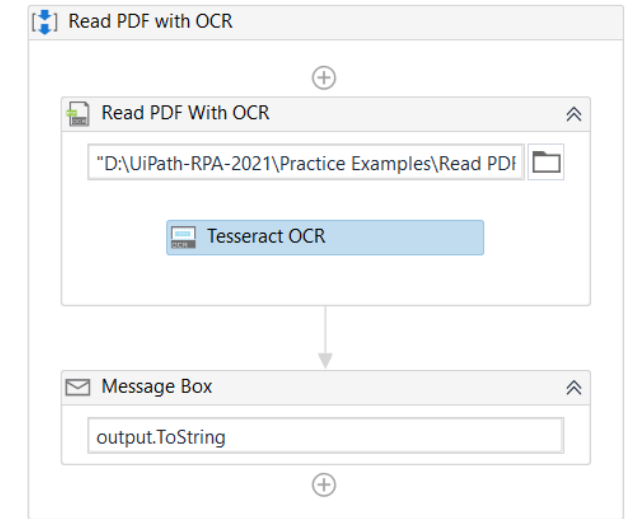 Read PDF with OCR
Read PDF With OCR
"D:\UiPath-RPA-2021\Practice Examples\Read PDF
Tesseract OCR
Message Box
output.ToString